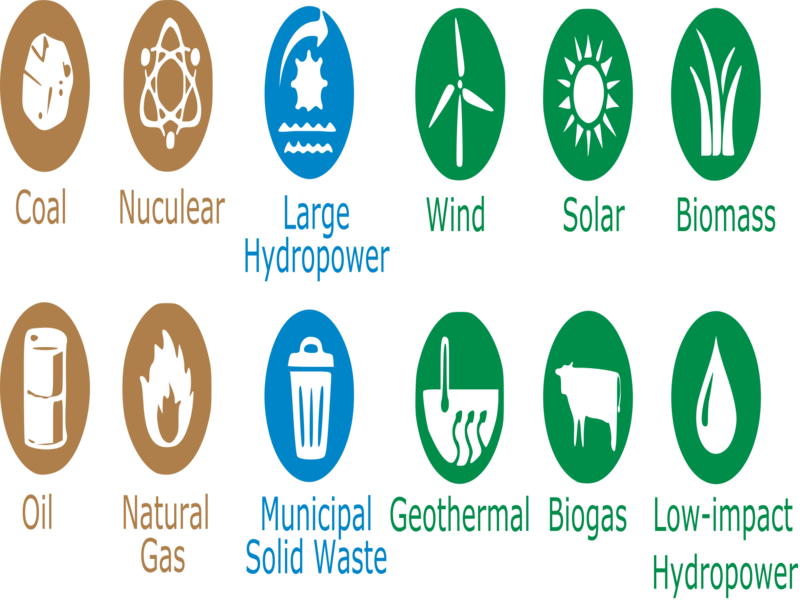 Coal
Nuculear
Large
Hydropower
Wind
Solar
Biomass
Oil
Natural
Gas
Municipal
Solid Waste
Geothermal
Biogas
Low-impact
Hydropower